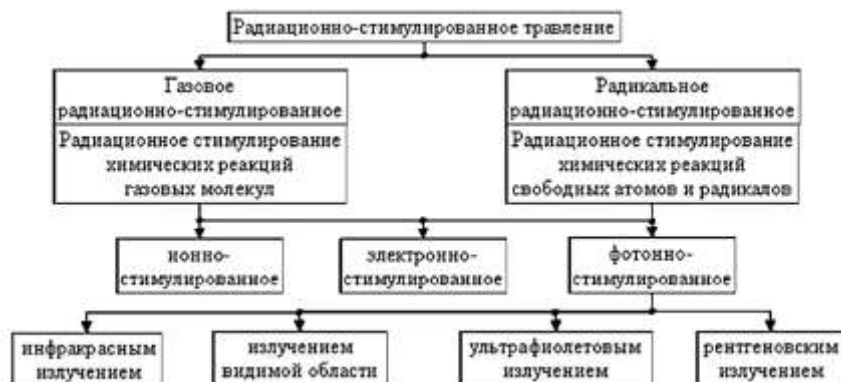 Радиационно-стимулированное травление
Газовое
радиационно-стимулированное
Радиационное стимулирование
химических реакций
газовых молекул
Радикальное
радиационно-стимулированное
Радиационное стимулирование
химических реакций
свободных атомов и радикалов
ионно-
стимулированное
электронно-
стимулированное
фотонно-
стимулированное
инфракрасным
излучением
излучением
видимой области
ультрафиолетовым
излучением
рентгеновским
излучением